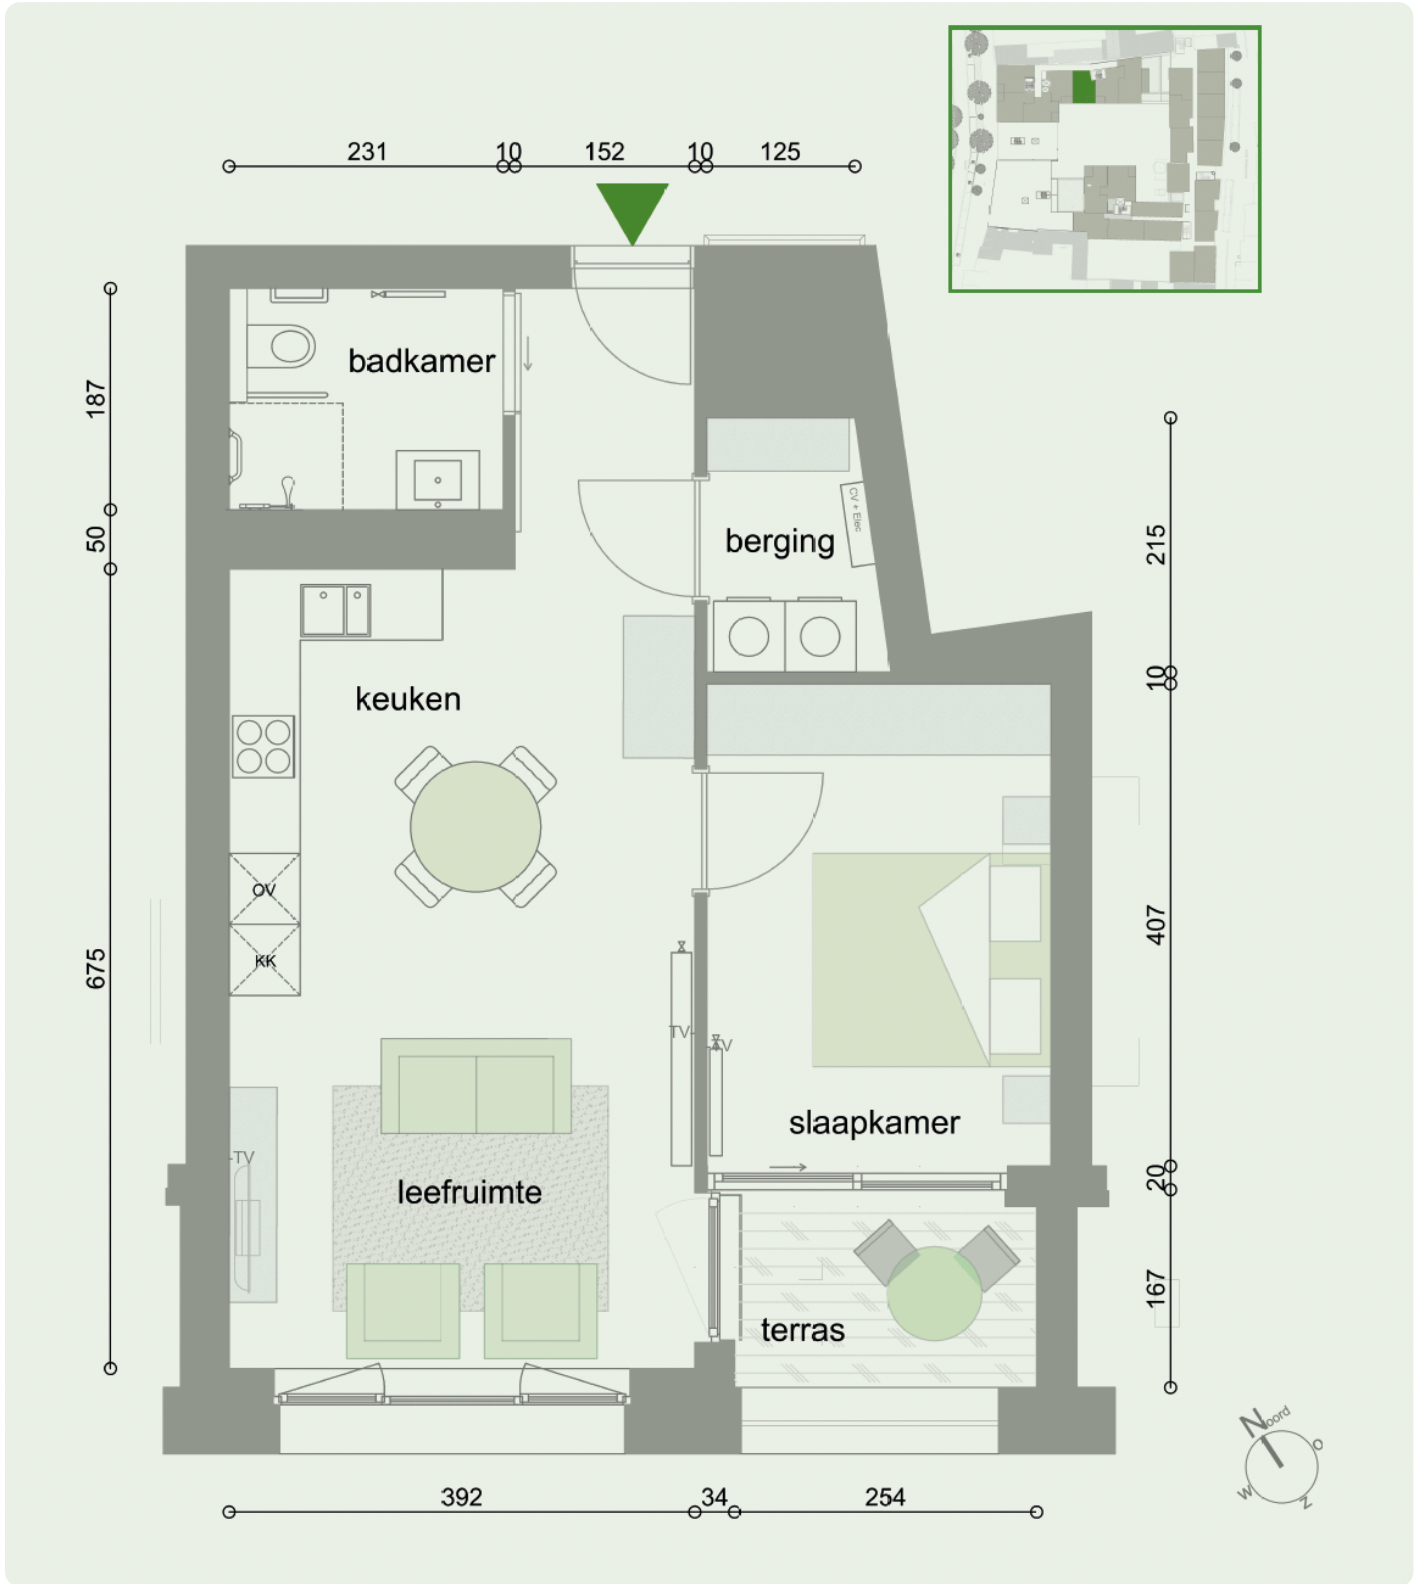 231 10 152 10 125
187
50
675
badkamer
CV + Elec
berging
215
10
keuken
OV
KK
407
TV
TV
slaapkamer
TV
leefruimte
20
167
terras
Noord
O
W
Z
392 34 254